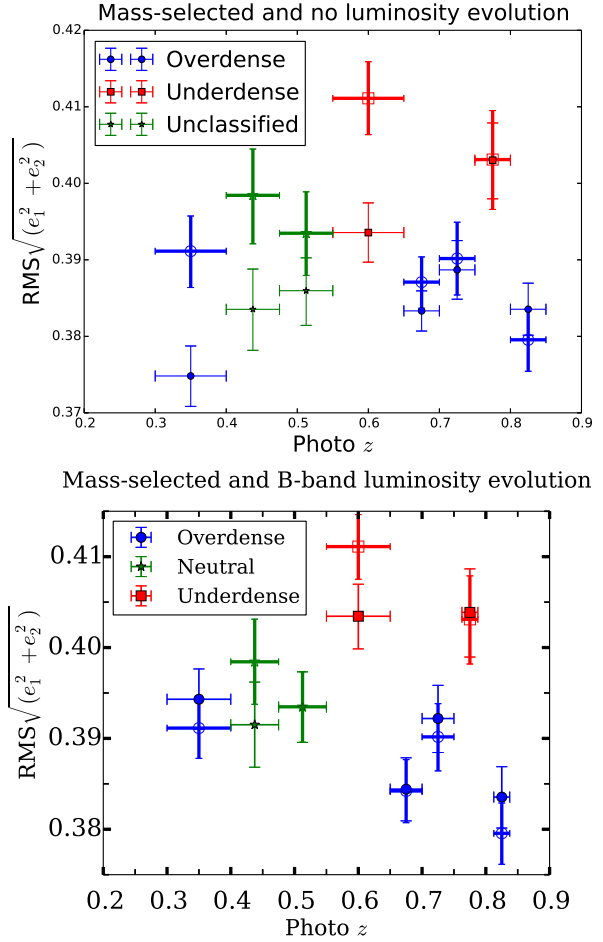 Mass-selected and no luminosity evolution
0.42
0.41
0.40
0.39
0.38
0.37
RMS√(e₁² +e₂²)
Overdense
Underdense
Unclassified
0.2 0.3 0.4 0.5 0.6 0.7 0.8 0.9
Photo z
Mass-selected and B-band luminosity evolution
0.41
0.40
0.39
0.38
RMS√(e₁² +e₂²)
Overdense
Neutral
Underdense
0.2 0.3 0.4 0.5 0.6 0.7 0.8 0.9
Photo z